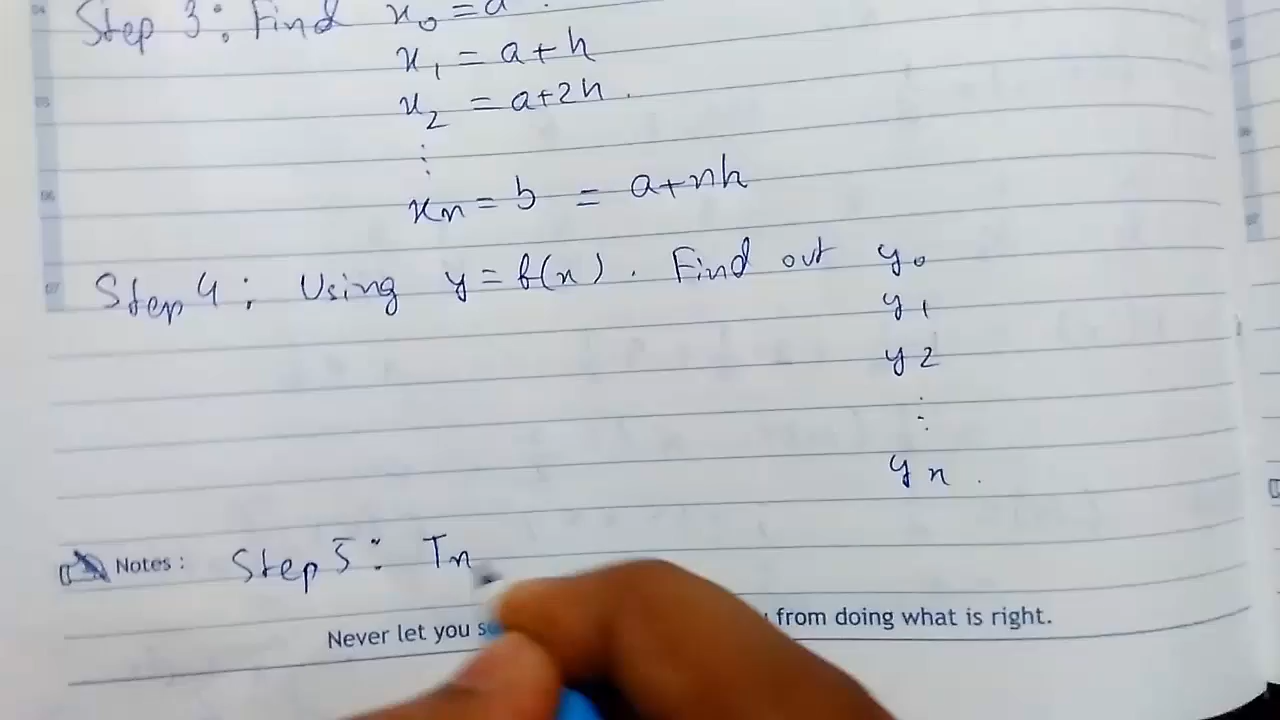 Step 3: Find x0 = a.
x1 = a+h
x2 = a+2h.
⋮
xn = b = a+nh
Step 4: Using y = f(x). Find out y0
y1
y2
⋮
yn.
Notes: Step 5: In
Never let you from doing what is right.